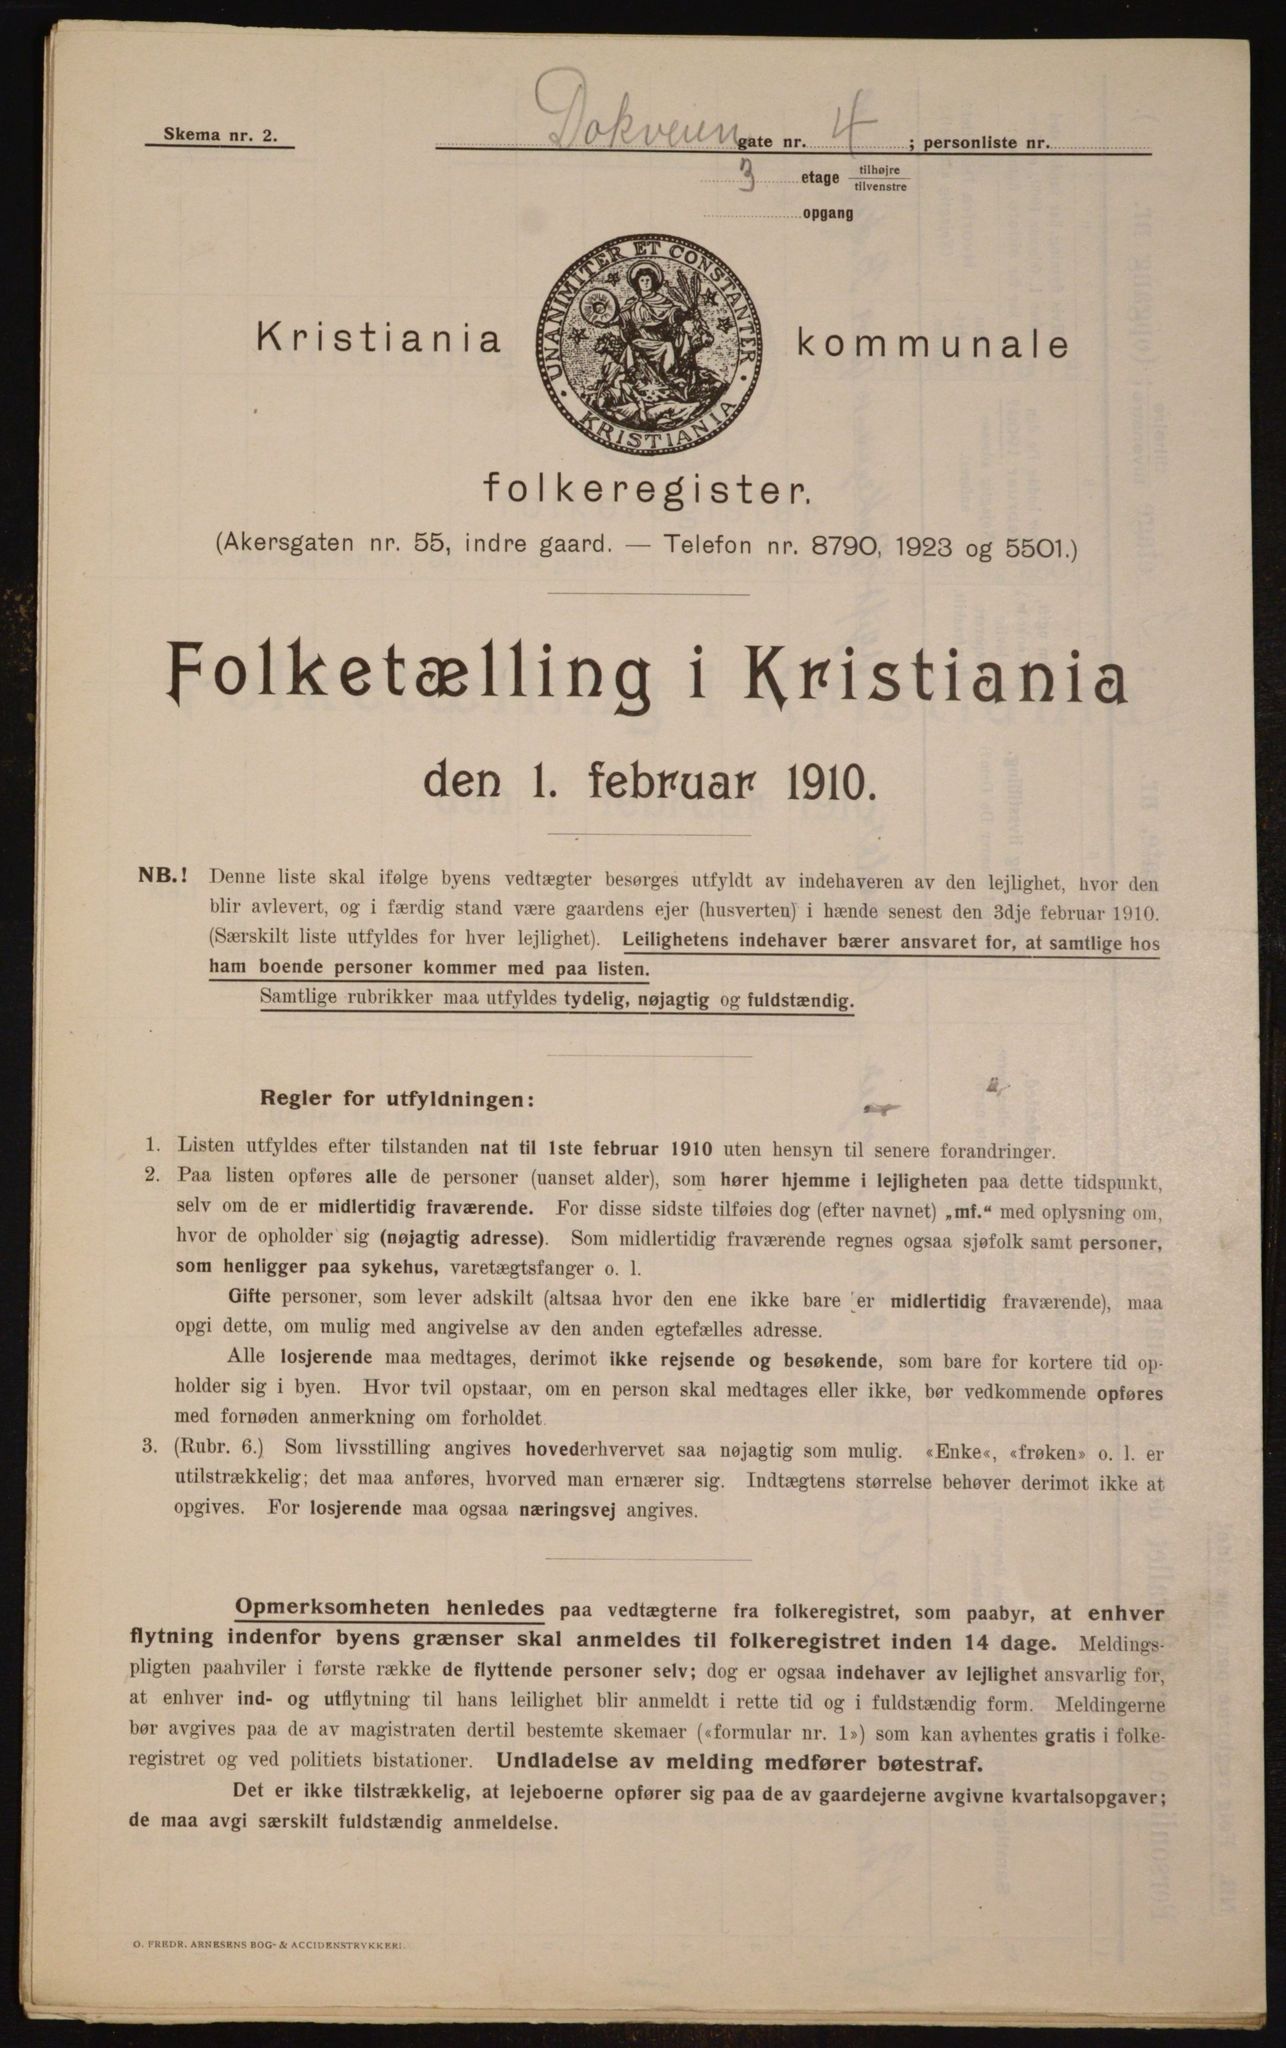 Skema nr. 2.
Dokveien gate nr. 4 ; personliste nr.
3 etage tilhøjre
tilvenstre
opgang
UNANIMITER ET CONSTANTER
KRISTIANIA
Kristiania kommunale
folkeregister.
(Akersgaten nr. 55, indre gaard. — Telefon nr. 8790, 1923 og 5501.)
Folketælling i Kristiania
den 1. februar 1910.
NB.! Denne liste skal ifølge byens vedtægter besørges utfyldt av indehaveren av den lejlighet, hvor den
blir avlevert, og i færdig stand være gaardens ejer (husverten) i hænde senest den 3dje februar 1910.
(Særskilt liste utfyldes for hver lejlighet). Leilighetens indehaver bærer ansvaret for, at samtlige hos
ham boende personer kommer med paa listen.
Samtlige rubrikker maa utfyldes tydelig, nøjagtig og fuldstændig.
Regler for utfyldningen:
1. Listen utfyldes efter tilstanden nat til 1ste februar 1910 uten hensyn til senere forandringer.
2. Paa listen opføres alle de personer (uanset alder), som hører hjemme i lejligheten paa dette tidspunkt,
selv om de er midlertidig fraværende. For disse sidste tilføies dog (efter navnet) „mf.“ med oplysning om,
hvor de opholder sig (nøjagtig adresse). Som midlertidig fraværende regnes ogsaa sjøfolk samt personer,
som henligger paa sykehus, varetægtsfanger o. l.
Gifte personer, som lever adskilt (altsaa hvor den ene ikke bare er midlertidig fraværende), maa
opgi dette, om mulig med angivelse av den anden egtefælles adresse.
Alle losjerende maa medtages, derimot ikke rejsende og besøkende, som bare for kortere tid op-
holder sig i byen. Hvor tvil opstaar, om en person skal medtages eller ikke, bør vedkommende opføres
med fornøden anmerkning om forholdet.
3. (Rubr. 6.) Som livsstilling angives hovederhvervet saa nøjagtig som mulig. «Enke«, «frøken» o. l. er
utilstrækkelig; det maa anføres, hvorved man ernærer sig. Indtægtens størrelse behøver derimot ikke at
opgives. For losjerende maa ogsaa næringsvej angives.
Opmerksomheten henledes paa vedtægterne fra folkeregistret, som paabyr, at enhver
flytning indenfor byens grænser skal anmeldes til folkeregistret inden 14 dage. Meldings-
pligten paahviler i første række de flyttende personer selv; dog er ogsaa indehaver av lejlighet ansvarlig for,
at enhver ind- og utflytning til hans leilighet blir anmeldt i rette tid og i fuldstændig form. Meldingerne
bør avgives paa de av magistraten dertil bestemte skemaer («formular nr. 1») som kan avhentes gratis i folke-
registret og ved politiets bistationer. Undladelse av melding medfører bøtestraf.
Det er ikke tilstrækkelig, at lejeboerne opfører sig paa de av gaardejerne avgivne kvartalsopgaver;
de maa avgi særskilt fuldstændig anmeldelse.
O. FREDR. ARNESENS BOG- & ACCIDENSTRYKKERI.